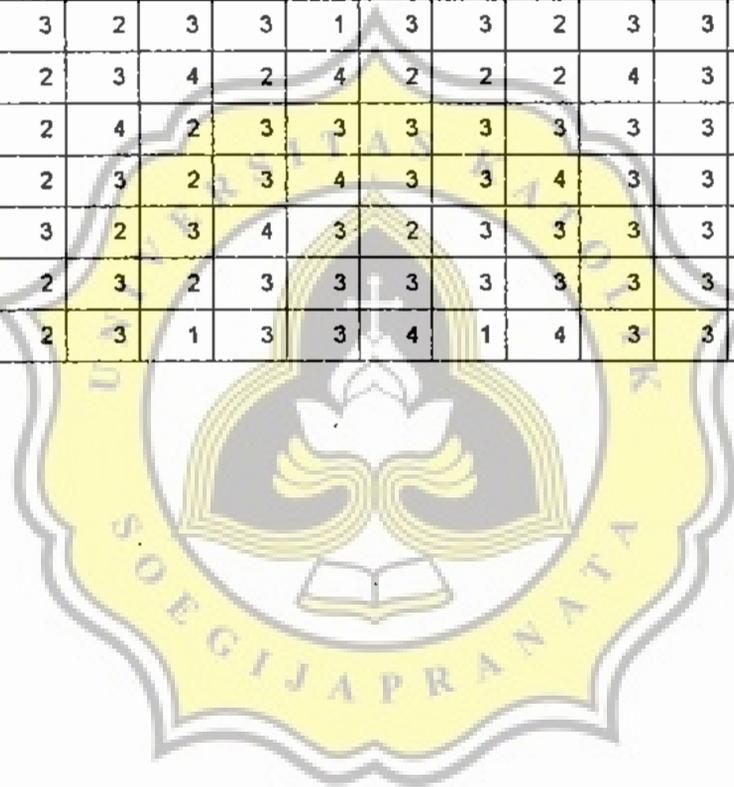 3 2 3 3 1 3 3 2 3 3
2 3 4 2 4 2 2 2 4 3
2 4 2 3 3 3 3 3 3 3
2 3 2 3 4 3 3 4 3 3
3 2 3 4 3 2 3 3 3 3
2 3 2 3 3 3 3 3 3 3
2 3 1 3 3 4 1 4 3 3
UNIVERSITAS KATOLIK
SOEGIJAPRANATA